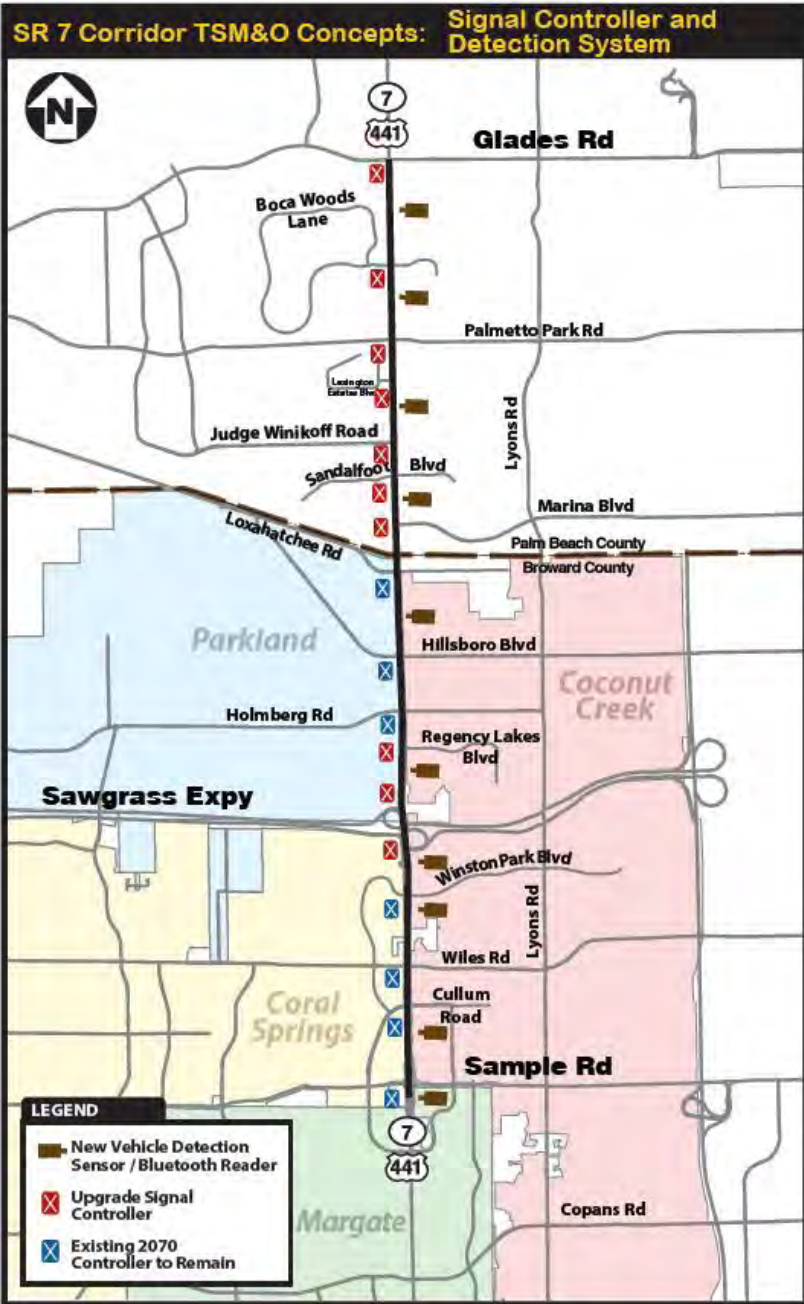 SR 7 Corridor TSM&O Concepts:
Signal Controller and
Detection System
N
7
441
Glades Rd
Boca Woods
Lane
Palmetto Park Rd
Lexington
Estates Blvd
Lyons Rd
Judge Winikoff Road
Sandalfoot Blvd
Marina Blvd
Loxahatchee Rd
Palm Beach County
Broward County
Parkland
Hillsboro Blvd
Coconut
Creek
Holmberg Rd
Regency Lakes
Blvd
Sawgrass Expy
Winston Park Blvd
Lyons Rd
Wiles Rd
Cullum
Road
Coral
Springs
Sample Rd
LEGEND
New Vehicle Detection
Sensor / Bluetooth Reader
Upgrade Signal
Controller
Existing 2070
Controller to Remain
7
441
Margate
Copans Rd